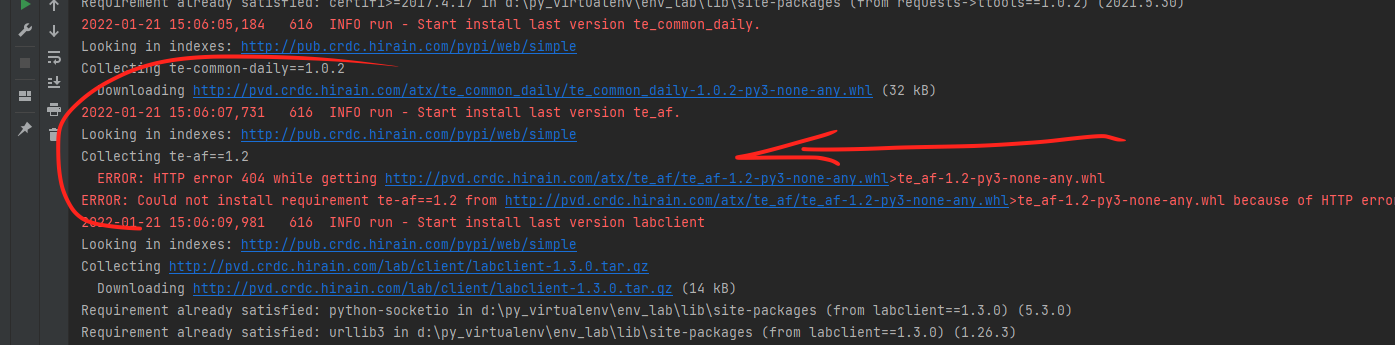 Requirement already satisfied: certifi>=2017.4.17 in d:\py_virtualenv\env_lab\lib\site-packages (from requests->ttools==1.0.2) (2021.5.30)
2022-01-21 15:06:05,184   616  INFO run - Start install last version te_common_daily.
Looking in indexes: http://pub.crdc.hirain.com/pypi/web/simple
Collecting te-common-daily==1.0.2
  Downloading http://pvd.crdc.hirain.com/atx/te_common_daily/te_common_daily-1.0.2-py3-none-any.whl (32 kB)
2022-01-21 15:06:07,731   616  INFO run - Start install last version te_af.
Looking in indexes: http://pub.crdc.hirain.com/pypi/web/simple
Collecting te-af==1.2
  ERROR: HTTP error 404 while getting http://pvd.crdc.hirain.com/atx/te_af/te_af-1.2-py3-none-any.whl>te_af-1.2-py3-none-any.whl
ERROR: Could not install requirement te-af==1.2 from http://pvd.crdc.hirain.com/atx/te_af/te_af-1.2-py3-none-any.whl>te_af-1.2-py3-none-any.whl because of HTTP erro
2022-01-21 15:06:09,981   616  INFO run - Start install last version labclient
Looking in indexes: http://pub.crdc.hirain.com/pypi/web/simple
Collecting http://pvd.crdc.hirain.com/lab/client/labclient-1.3.0.tar.gz
  Downloading http://pvd.crdc.hirain.com/lab/client/labclient-1.3.0.tar.gz (14 kB)
Requirement already satisfied: python-socketio in d:\py_virtualenv\env_lab\lib\site-packages (from labclient==1.3.0) (5.3.0)
Requirement already satisfied: urllib3 in d:\py_virtualenv\env_lab\lib\site-packages (from labclient==1.3.0) (1.26.3)